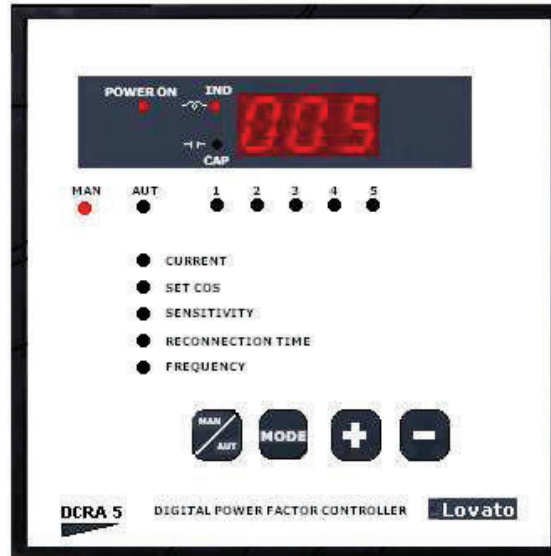 POWER ON IND
005
CAP
MAN AUT 1 2 3 4 5
CURRENT
SET COS
SENSITIVITY
RECONNECTION TIME
FREQUENCY
MAN AUT MODE + -
DCRA 5 DIGITAL POWER FACTOR CONTROLLER Lovato